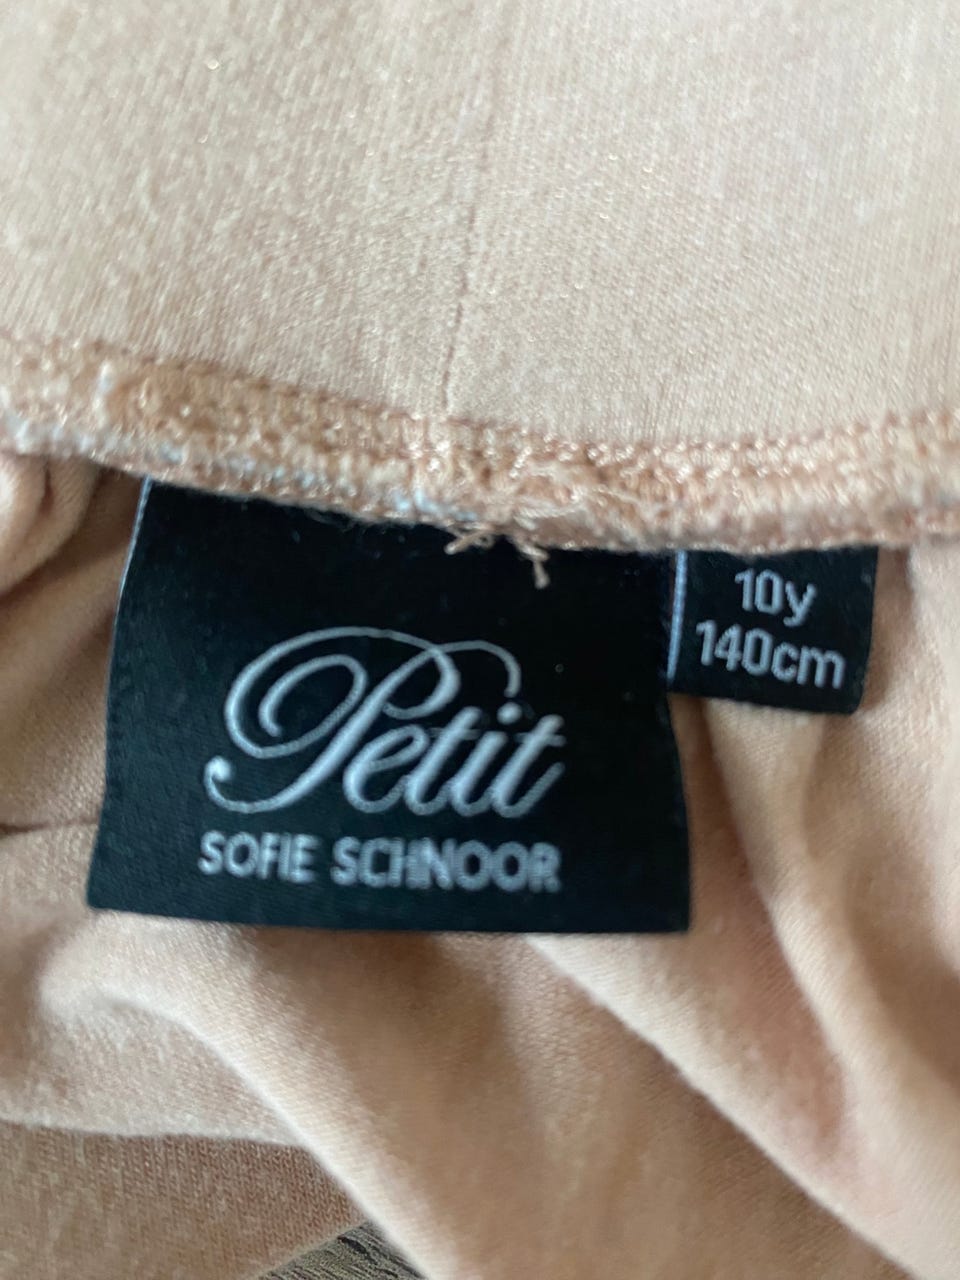 Petit
SOFIE SCHNOOR
10y
140cm